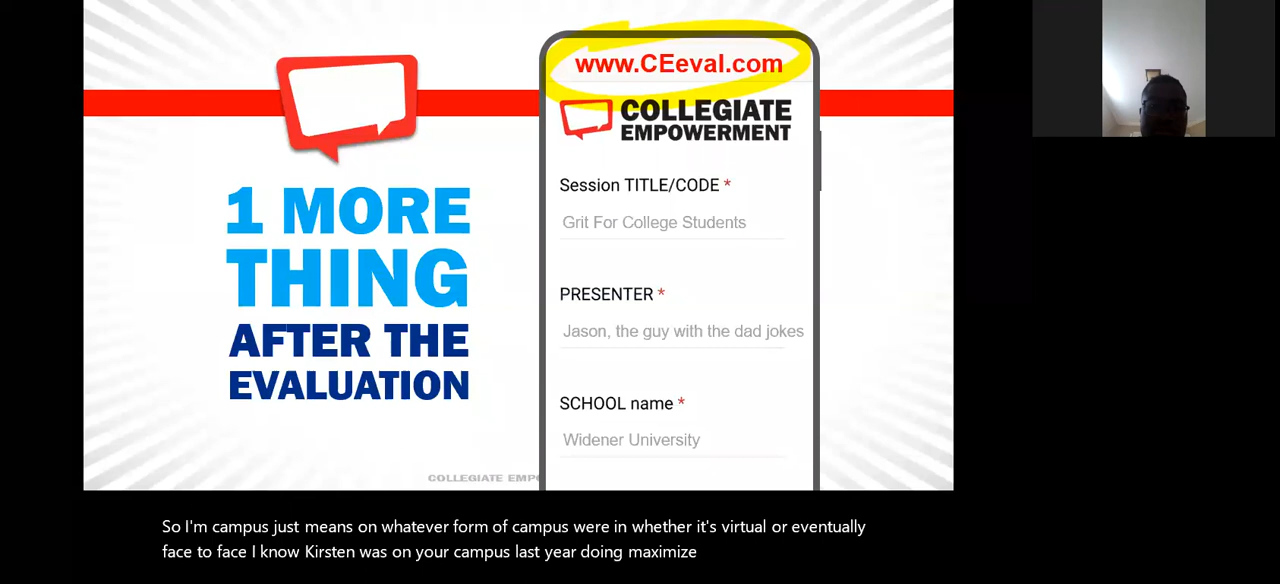 www.CEeval.com
COLLEGIATE
EMPOWERMENT
1 MORE
THING
AFTER THE
EVALUATION
Session TITLE/CODE *
Grit For College Students
PRESENTER *
Jason, the guy with the dad jokes
SCHOOL name *
Widener University
COLLEGIATE EMPO
So I'm campus just means on whatever form of campus were in whether it's virtual or eventually
face to face I know Kirsten was on your campus last year doing maximize